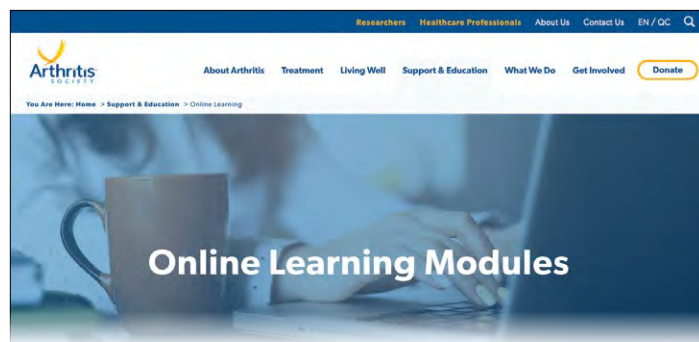 Researchers Healthcare Professionals About Us Contact Us EN / QC
Arthritis
SOCIETY
About Arthritis Treatment Living Well Support & Education What We Do Get Involved Donate
You Are Here: Home > Support & Education > Online Learning
Online Learning Modules